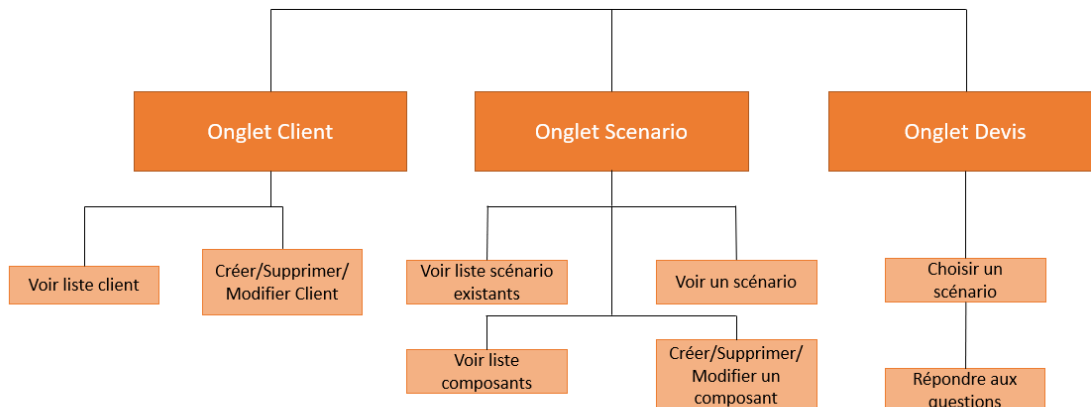 Onglet Client
Onglet Scenario
Onglet Devis
Voir liste client
Créer/Supprimer/
Modifier Client
Voir liste scénario
existants
Voir un scénario
Choisir un
scénario
Voir liste
composants
Créer/Supprimer/
Modifier un
composant
Répondre aux
questions